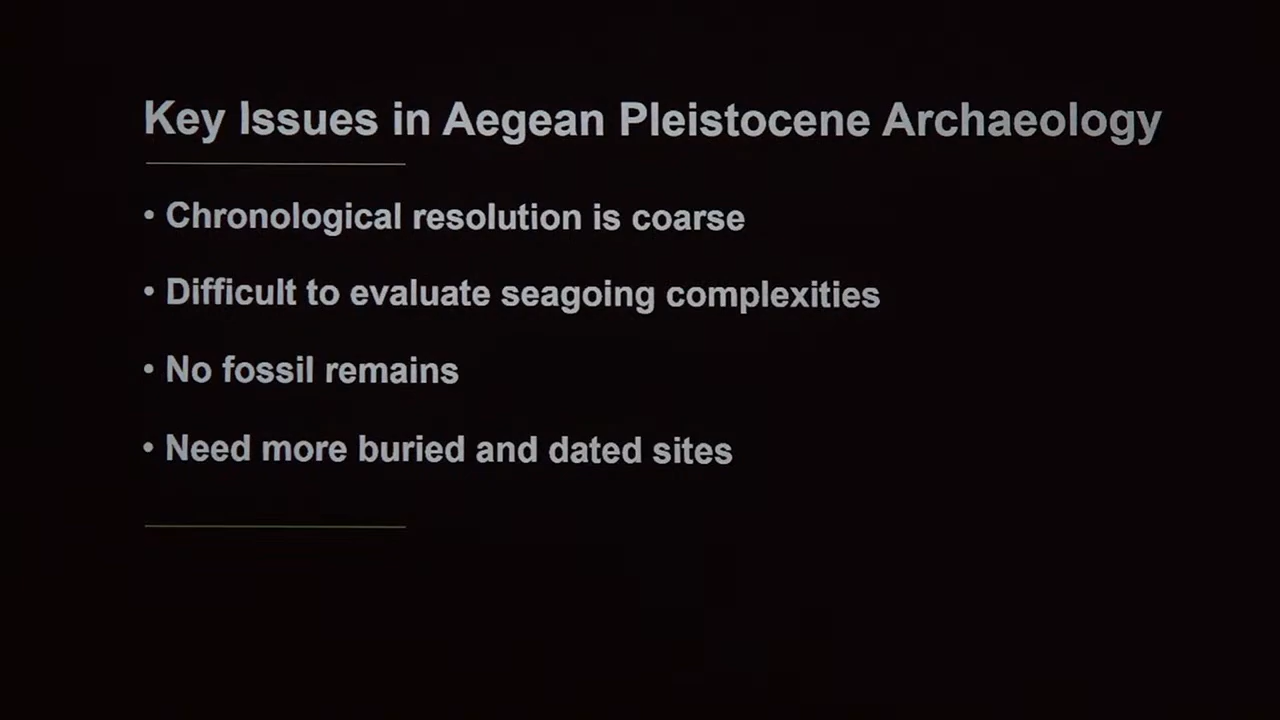 Key Issues in Aegean Pleistocene Archaeology
• Chronological resolution is coarse
• Difficult to evaluate seagoing complexities
• No fossil remains
• Need more buried and dated sites